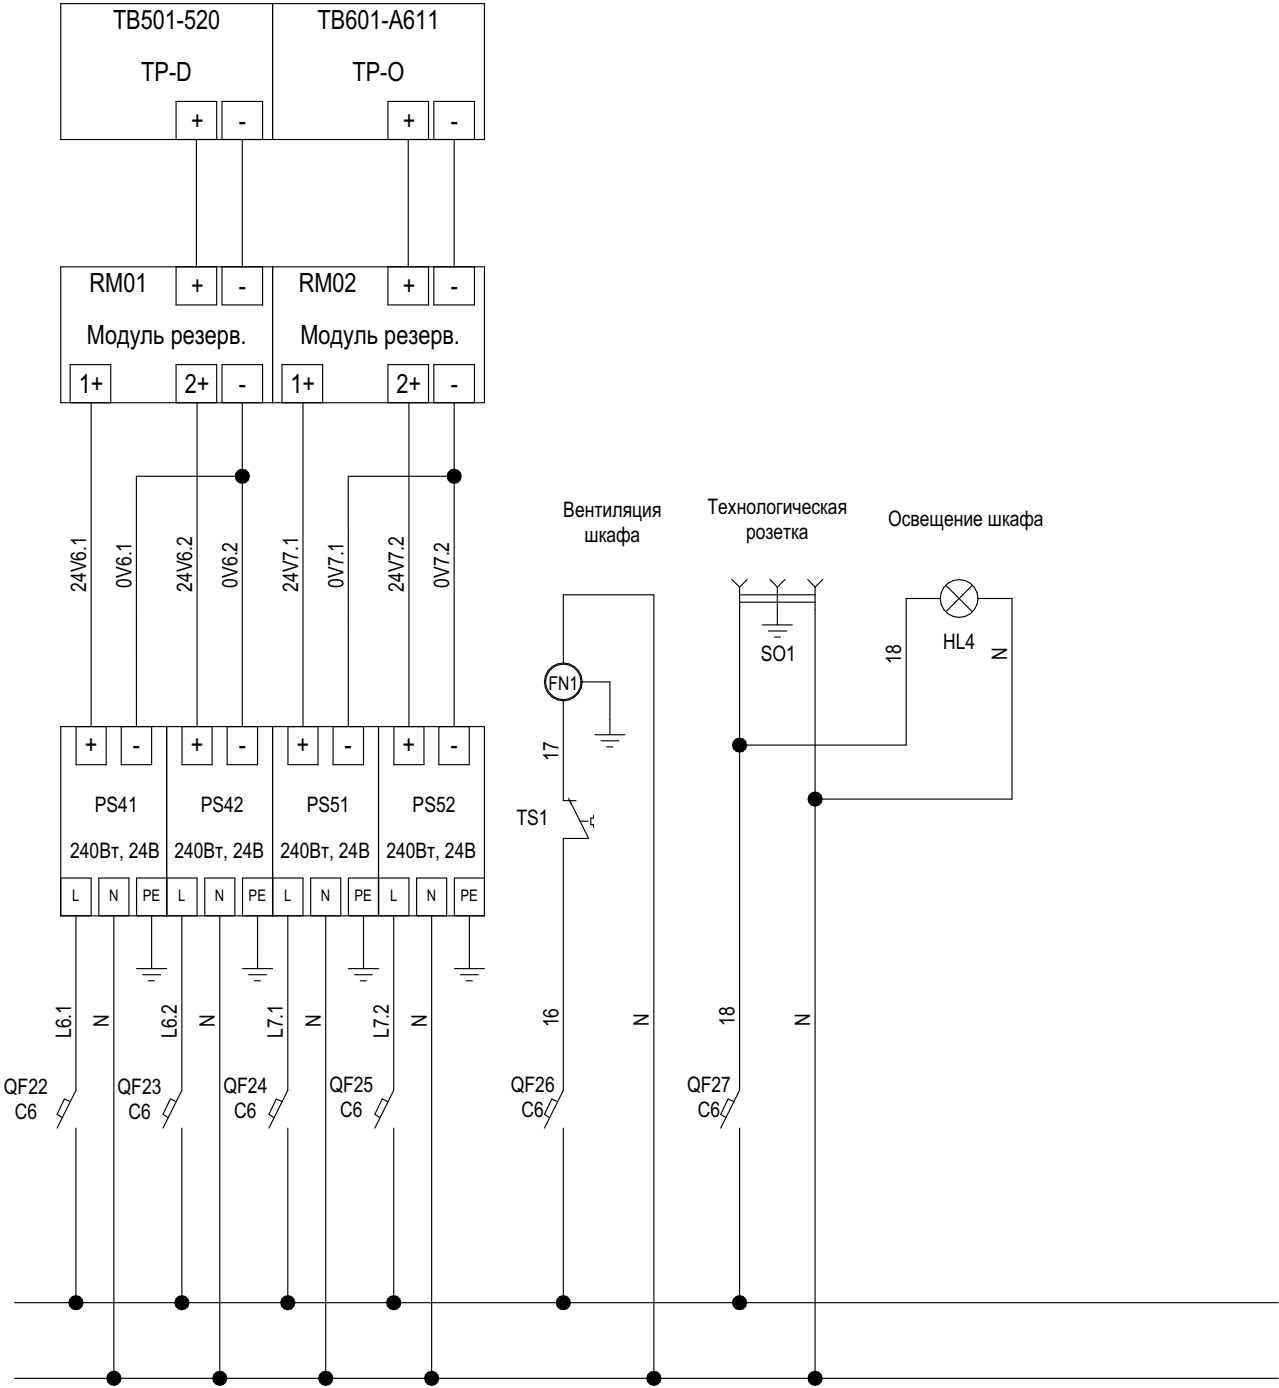 TB501-520
TB601-A611
TP-D
TP-O
+ - + -
RM01 + - RM02 + -
Модуль резерв.
Модуль резерв.
1+ 2+ - 1+ 2+ -
Вентиляция
шкафа
Технологическая
розетка
Освещение шкафа
24V6.1
0V6.1
24V6.2
0V6.2
24V7.1
0V7.1
24V7.2
0V7.2
SO1
HL4
18
N
FN1
17
TS1
+ - + - + - + -
PS41
PS42
PS51
PS52
240Вт, 24В
240Вт, 24В
240Вт, 24В
240Вт, 24В
L N PE L N PE L N PE L N PE
L6.1
N
L6.2
N
L7.1
N
L7.2
N
16
N
18
N
QF22
C6
QF23
C6
QF24
C6
QF25
C6
QF26
C6
QF27
C6